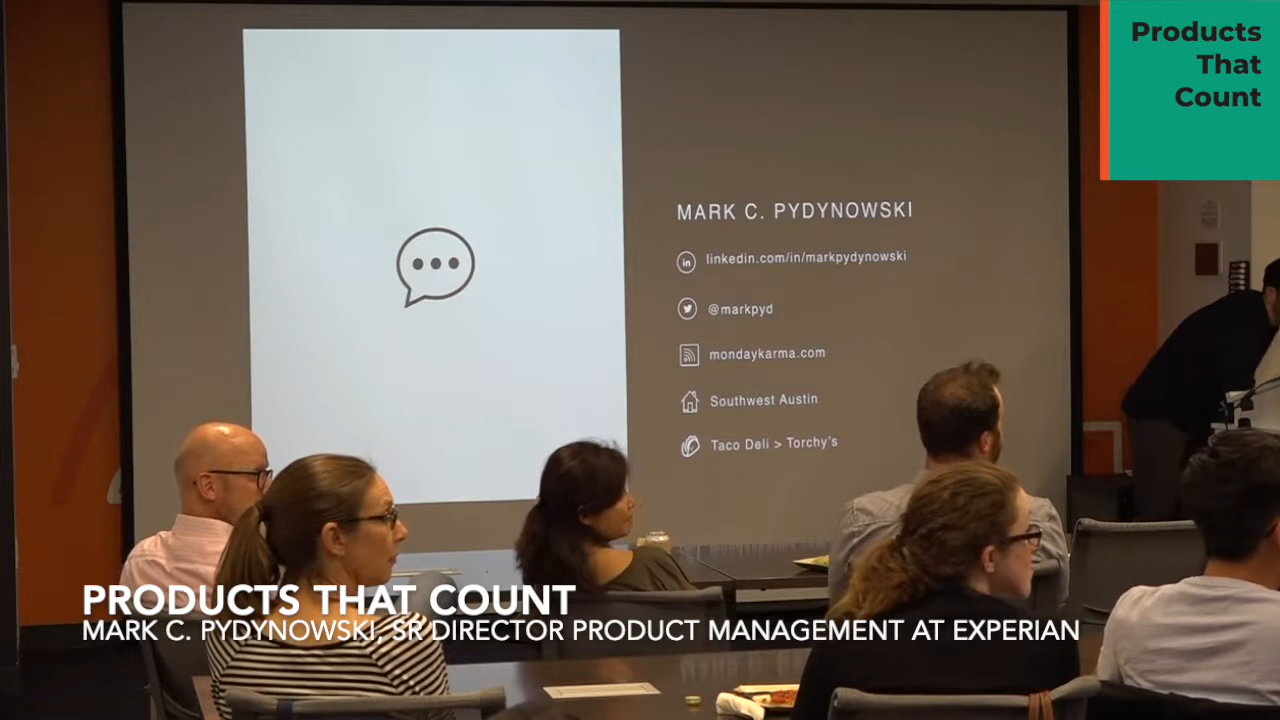 Products
That
Count
MARK C. PYDYNOWSKI
in linkedin.com/in/markpydynowski
@markpyd
mondaykarma.com
Southwest Austin
Taco Deli > Torchy's
PRODUCTS THAT COUNT
MARK C. PYDYNOWSKI, SR DIRECTOR PRODUCT MANAGEMENT AT EXPERIAN